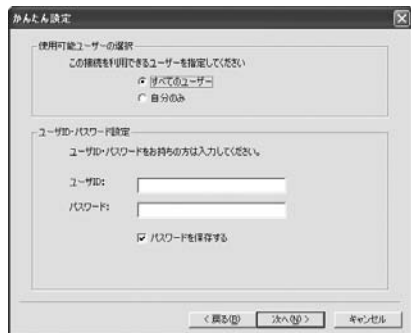 かんたん設定
使用可能ユーザーの選択
この接続を利用できるユーザーを指定してください
すべてのユーザー
自分のみ
ユーザID・パスワード設定
ユーザID・パスワードをお持ちの方は入力してください。
ユーザID:
パスワード:
パスワードを保存する
< 戻る(B) 次へ(N) > キャンセル